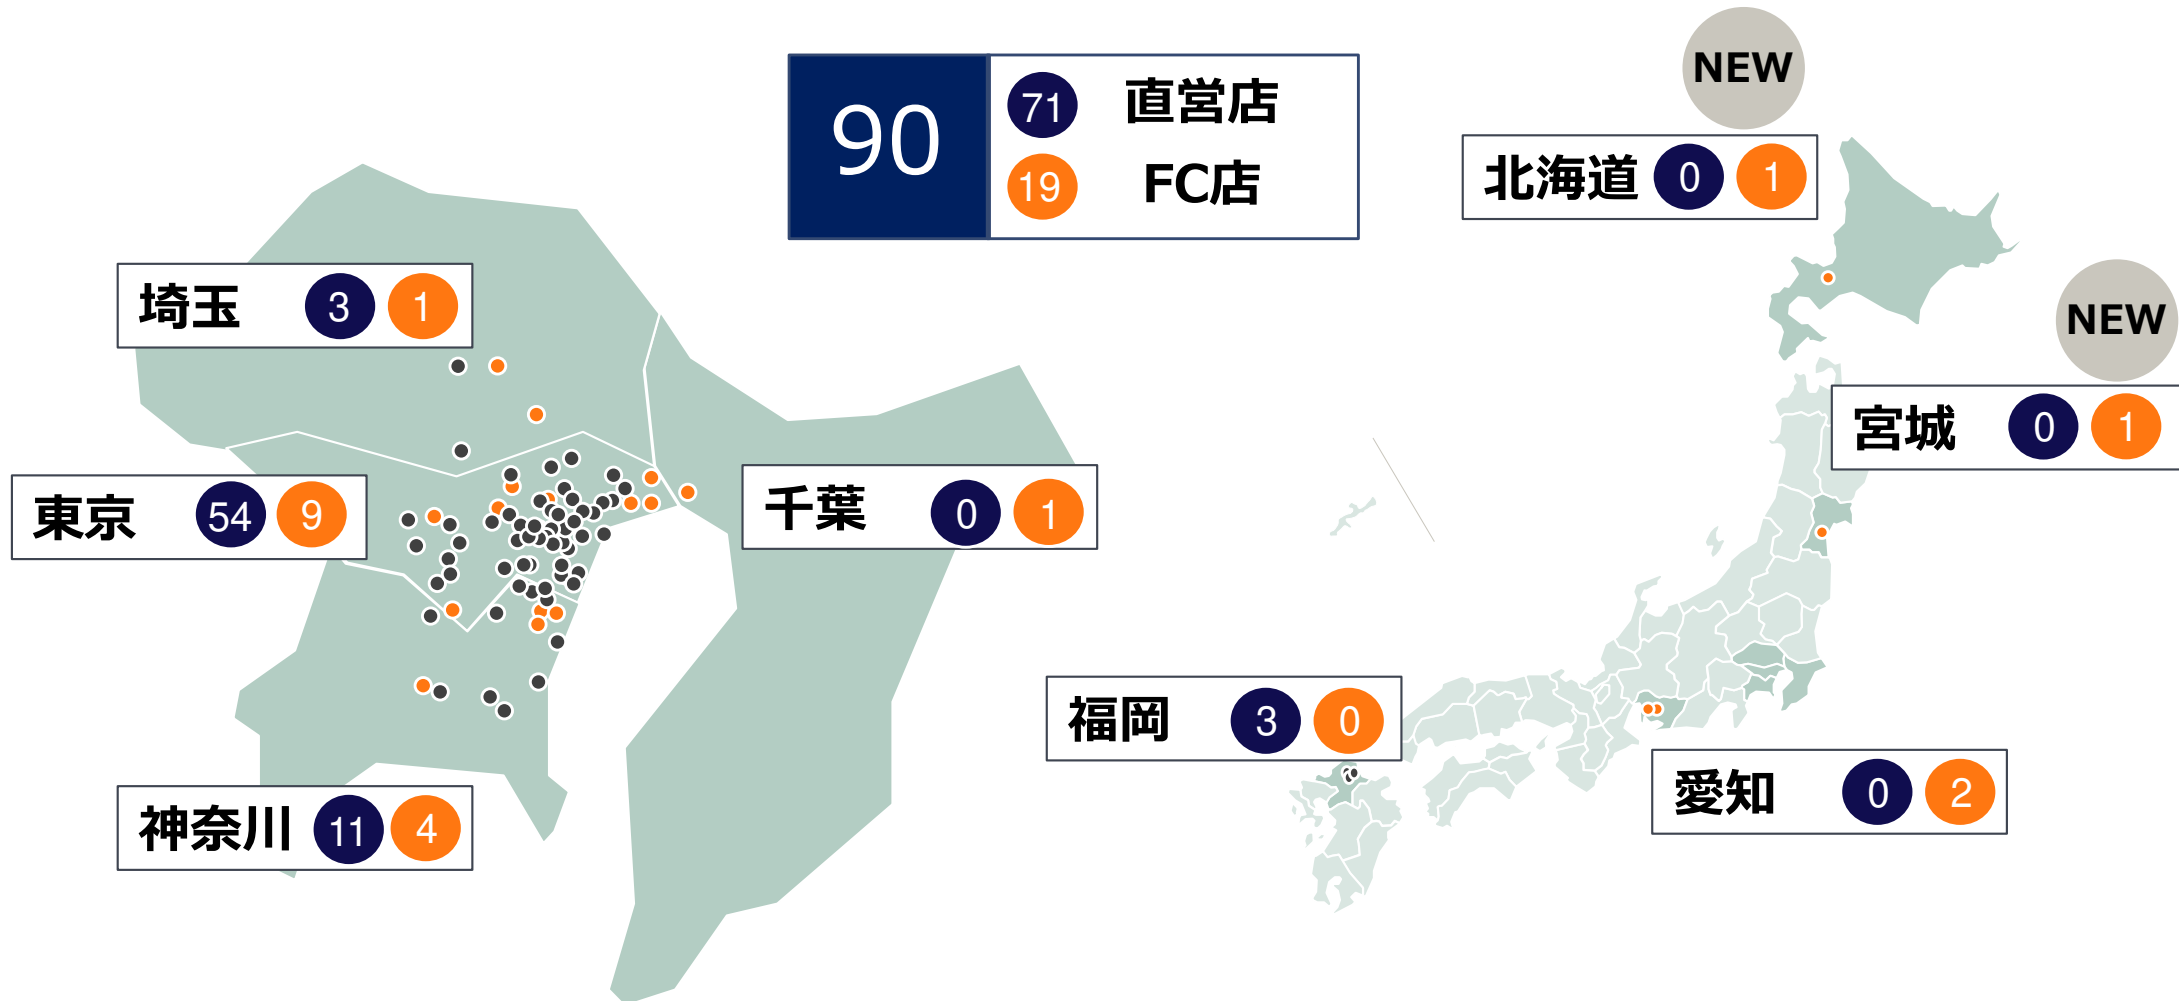 90
71 直営店
19 FC店
NEW
北海道 0 1
NEW
宮城 0 1
埼玉 3 1
東京 54 9
千葉 0 1
神奈川 11 4
福岡 3 0
愛知 0 2